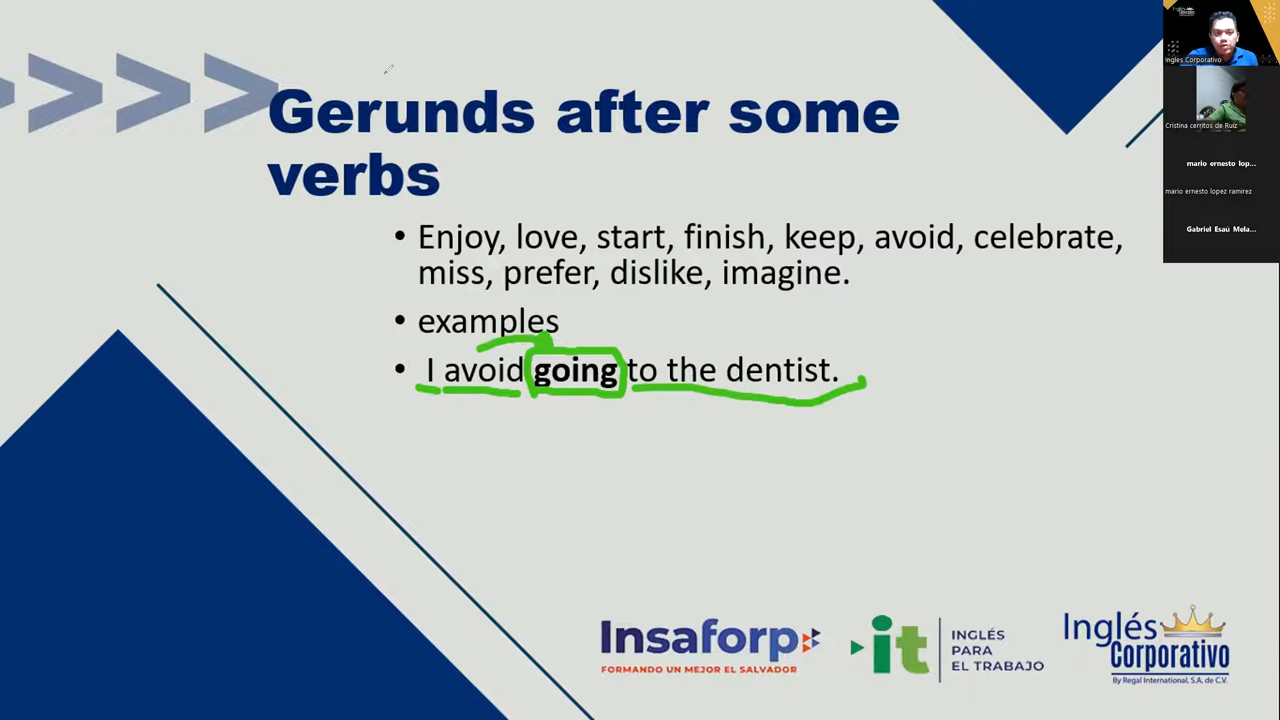 Gerunds after some
verbs
• Enjoy, love, start, finish, keep, avoid, celebrate,
miss, prefer, dislike, imagine.
• examples
• I avoid going to the dentist.
Insaforp
FORMANDO UN MEJOR EL SALVADOR
it
INGLÉS
PARA
EL TRABAJO
Inglés
Corporativo
By Regal International, S.A. de C.V.
Inglés Corporativo
Cristina cerritos de Ruíz
mario ernesto lop...
mario ernesto lopez ramirez
Gabriel Esaú Mela...